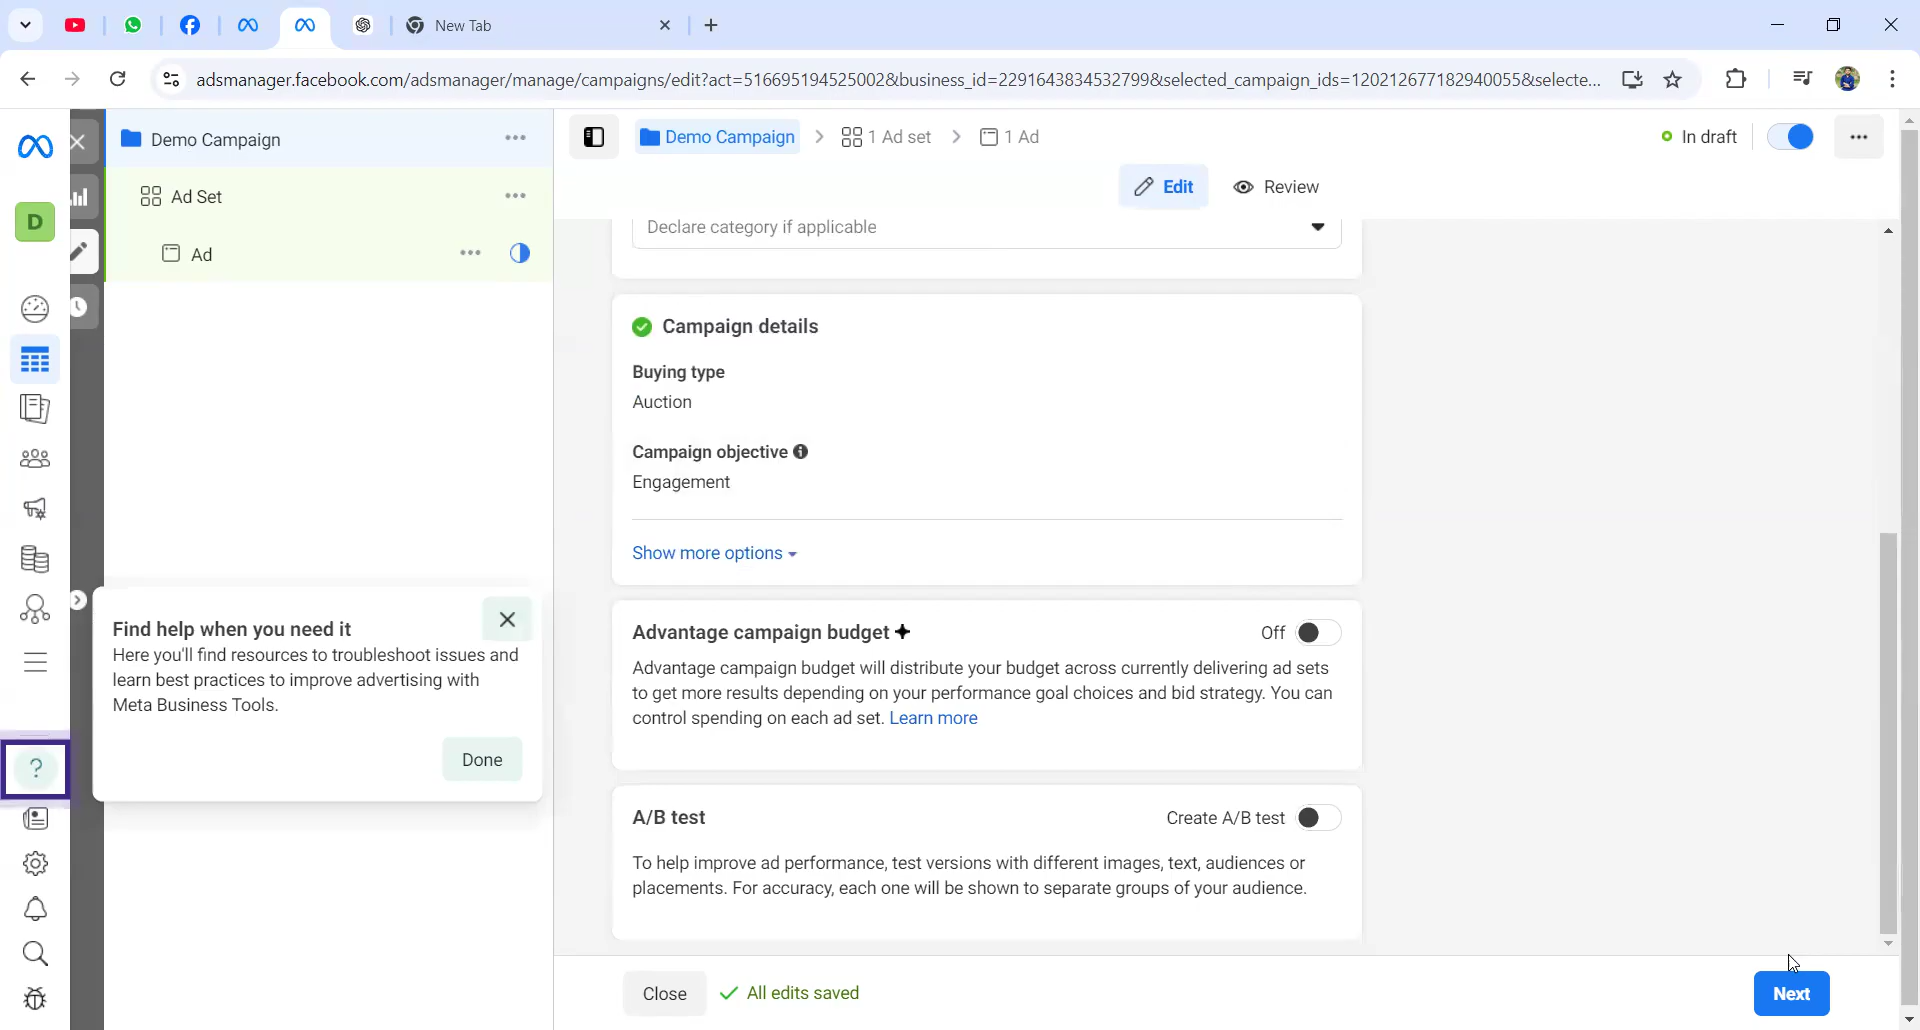 New Tab
adsmanager.facebook.com/adsmanager/manage/campaigns/edit?act=516695194525002&business_id=2291643834532799&selected_campaign_ids=120212677182940055&selecte...
Demo Campaign
Ad Set
Ad
D
Find help when you need it
Here you'll find resources to troubleshoot issues and
learn best practices to improve advertising with
Meta Business Tools.
Done
?
Demo Campaign
1 Ad set
1 Ad
In draft
Edit
Review
Declare category if applicable
Campaign details
Buying type
Auction
Campaign objective
Engagement
Show more options
Advantage campaign budget
Off
Advantage campaign budget will distribute your budget across currently delivering ad sets
to get more results depending on your performance goal choices and bid strategy. You can
control spending on each ad set. Learn more
A/B test
Create A/B test
To help improve ad performance, test versions with different images, text, audiences or
placements. For accuracy, each one will be shown to separate groups of your audience.
Close
All edits saved
Next